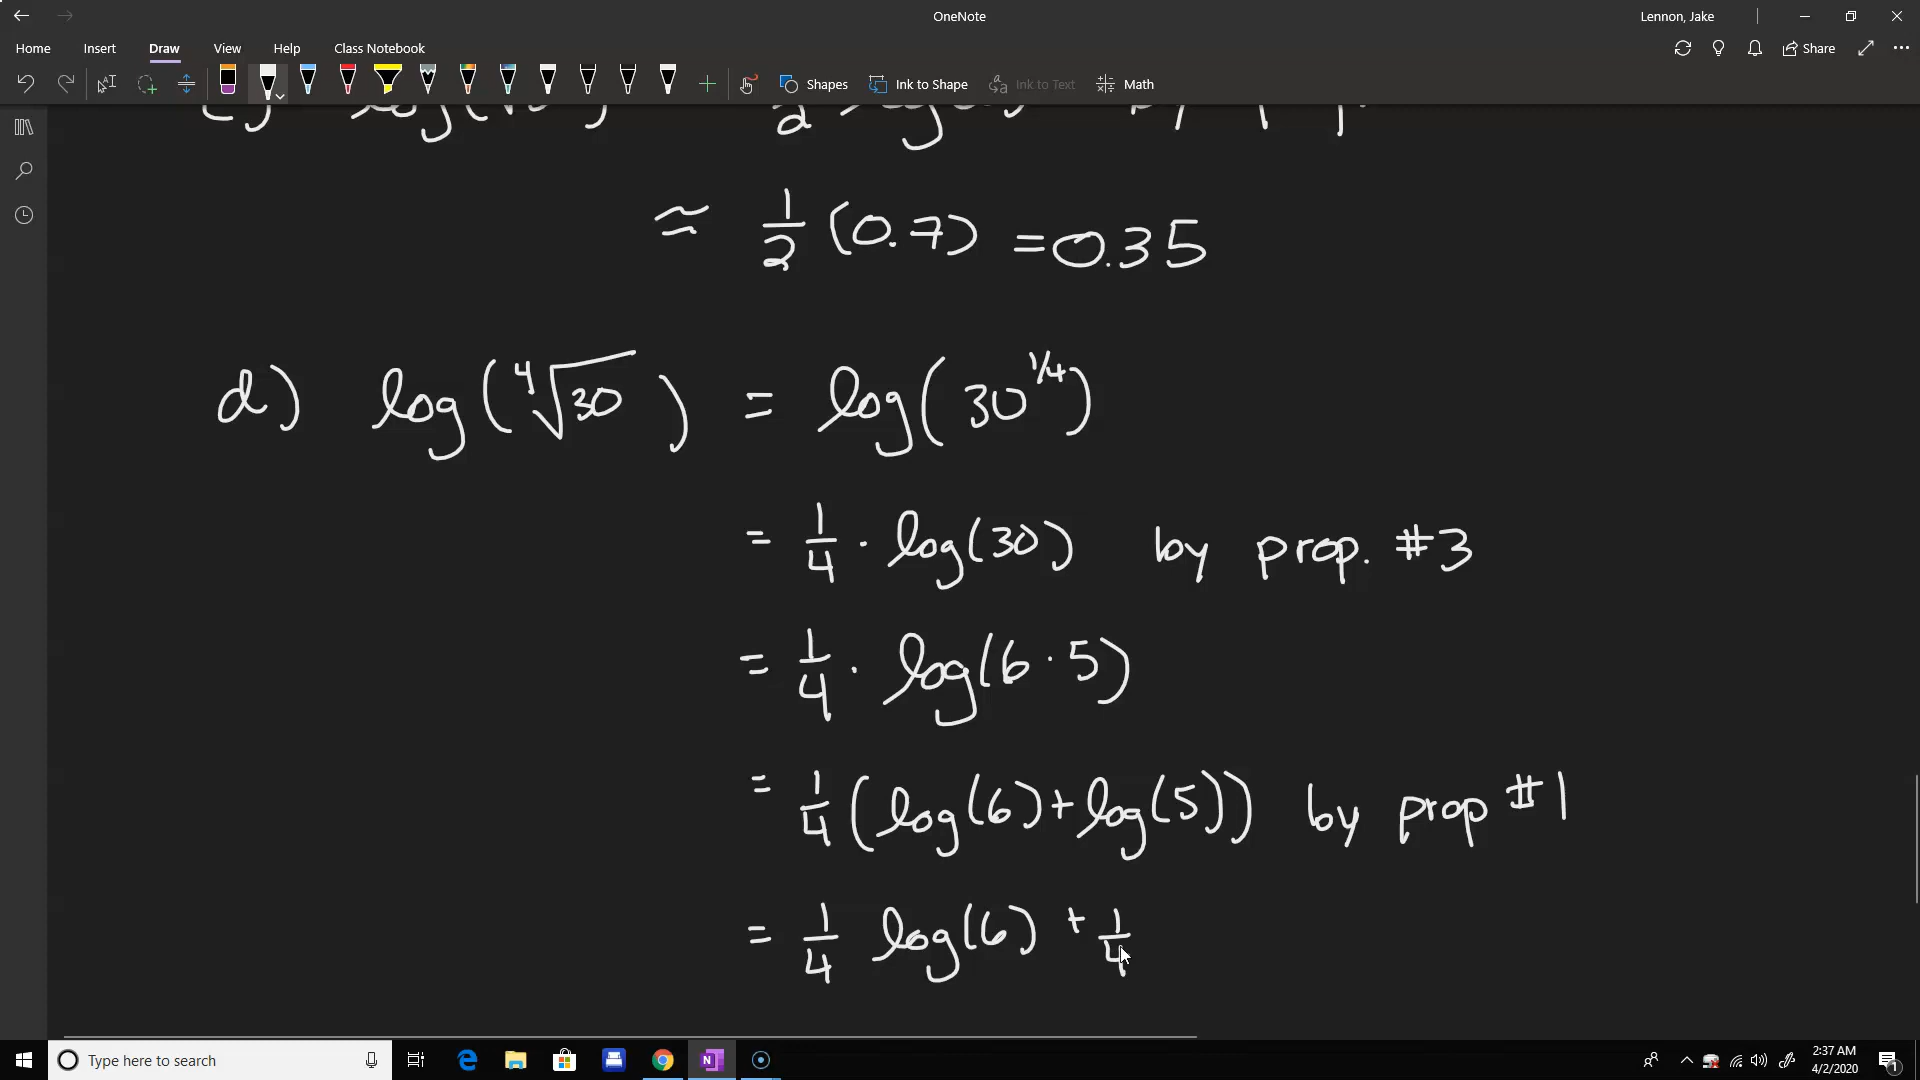 OneNote
Lennon, Jake
Home Insert Draw View Help Class Notebook
Share
Shapes Ink to Shape Ink to Text Math
≈ 1/2 (0.7) = 0.35
d) log(∜30) = log(30^1/4)
= 1/4 · log(30) by prop. #3
= 1/4 · log(6 · 5)
= 1/4 (log(6) + log(5)) by prop #1
= 1/4 log(6) + 1/4
Type here to search
2:37 AM
4/2/2020
1